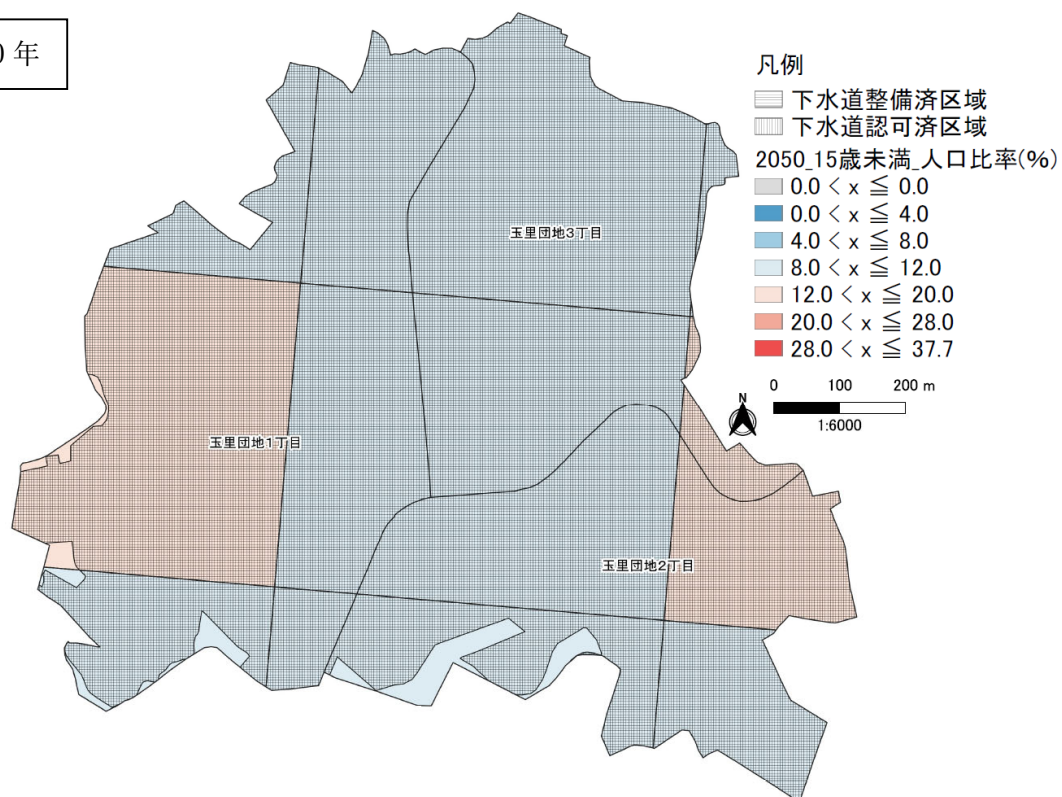 0 年
凡例
下水道整備済区域
下水道認可済区域
2050_15歳未満_人口比率(%)
0.0 < x ≦ 0.0
0.0 < x ≦ 4.0
4.0 < x ≦ 8.0
8.0 < x ≦ 12.0
12.0 < x ≦ 20.0
20.0 < x ≦ 28.0
28.0 < x ≦ 37.7
0 100 200 m
N
1:6000
玉里団地3丁目
玉里団地1丁目
玉里団地2丁目